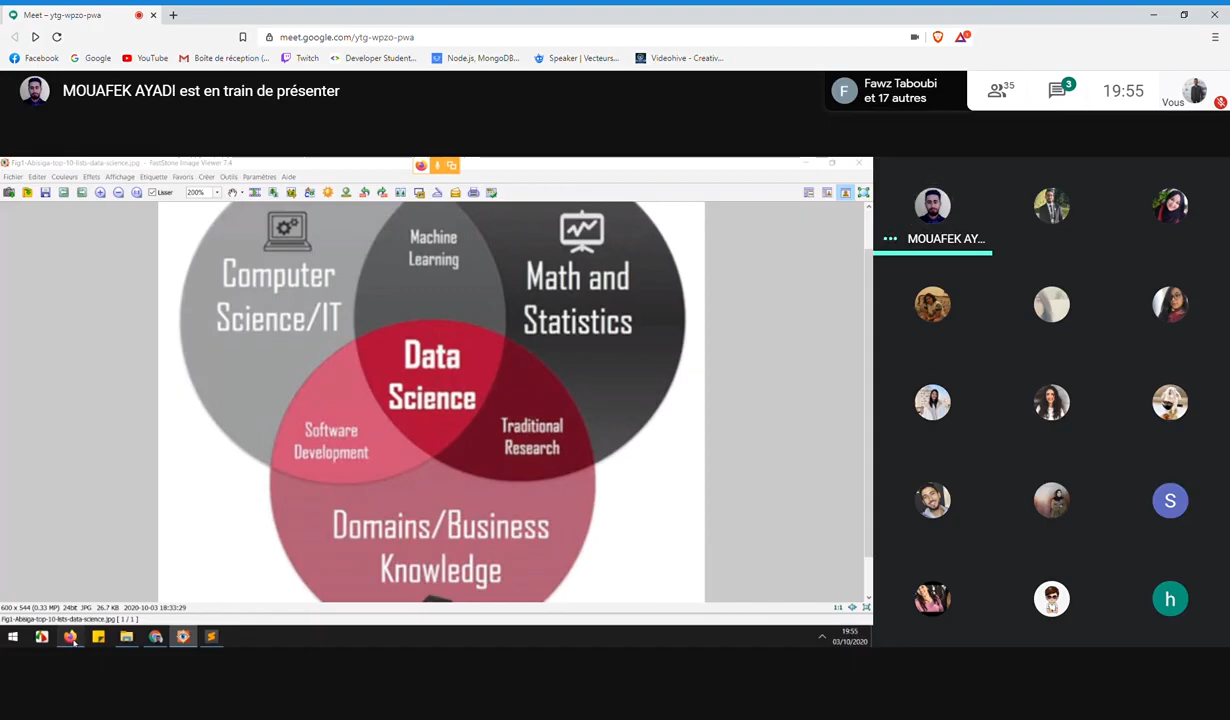 Meet – ytg-wpzo-pwa
meet.google.com/ytg-wpzo-pwa
Facebook
Google
YouTube
Boîte de réception (...
Twitch
Developer Student...
Node.js, MongoDB...
Speaker | Vecteurs...
Videohive - Creativ...
MOUAFEK AYADI est en train de présenter
F
Fawz Taboubi
et 17 autres
35
3
19:55
Vous
Fig1-Abisiga-top-10-lists-data-science.jpg - FastStone Image Viewer 7.4
Fichier Editer Couleurs Effets Affichage Etiquette Favoris Créer Outils Paramètres Aide
Lisser
200%
Computer
Science/IT
Machine
Learning
Math and
Statistics
Data
Science
Software
Development
Traditional
Research
Domains/Business
Knowledge
MOUAFEK AY...
S
h
600 x 544 (0.33 MP) 24bit JPG 26.7 KB 2020-10-03 18:33:29
1:1
Fig1-Abisiga-top-10-lists-data-science.jpg [ 1 / 1 ]
19:55
03/10/2020